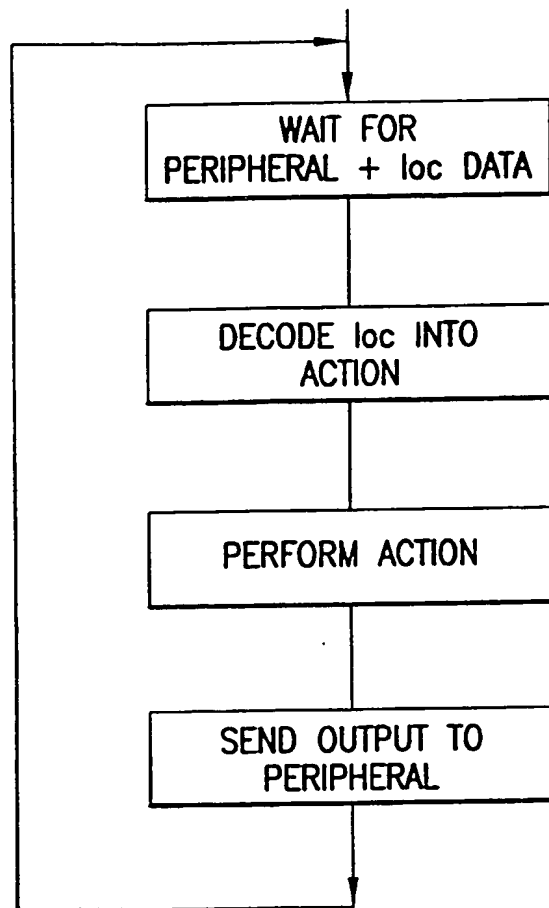 WAIT FOR
PERIPHERAL + loc DATA
DECODE loc INTO
ACTION
PERFORM ACTION
SEND OUTPUT TO
PERIPHERAL